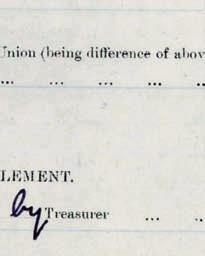 Union (being difference of abov
... ... ... ... ...
LEMENT.
by Treasurer ... ..